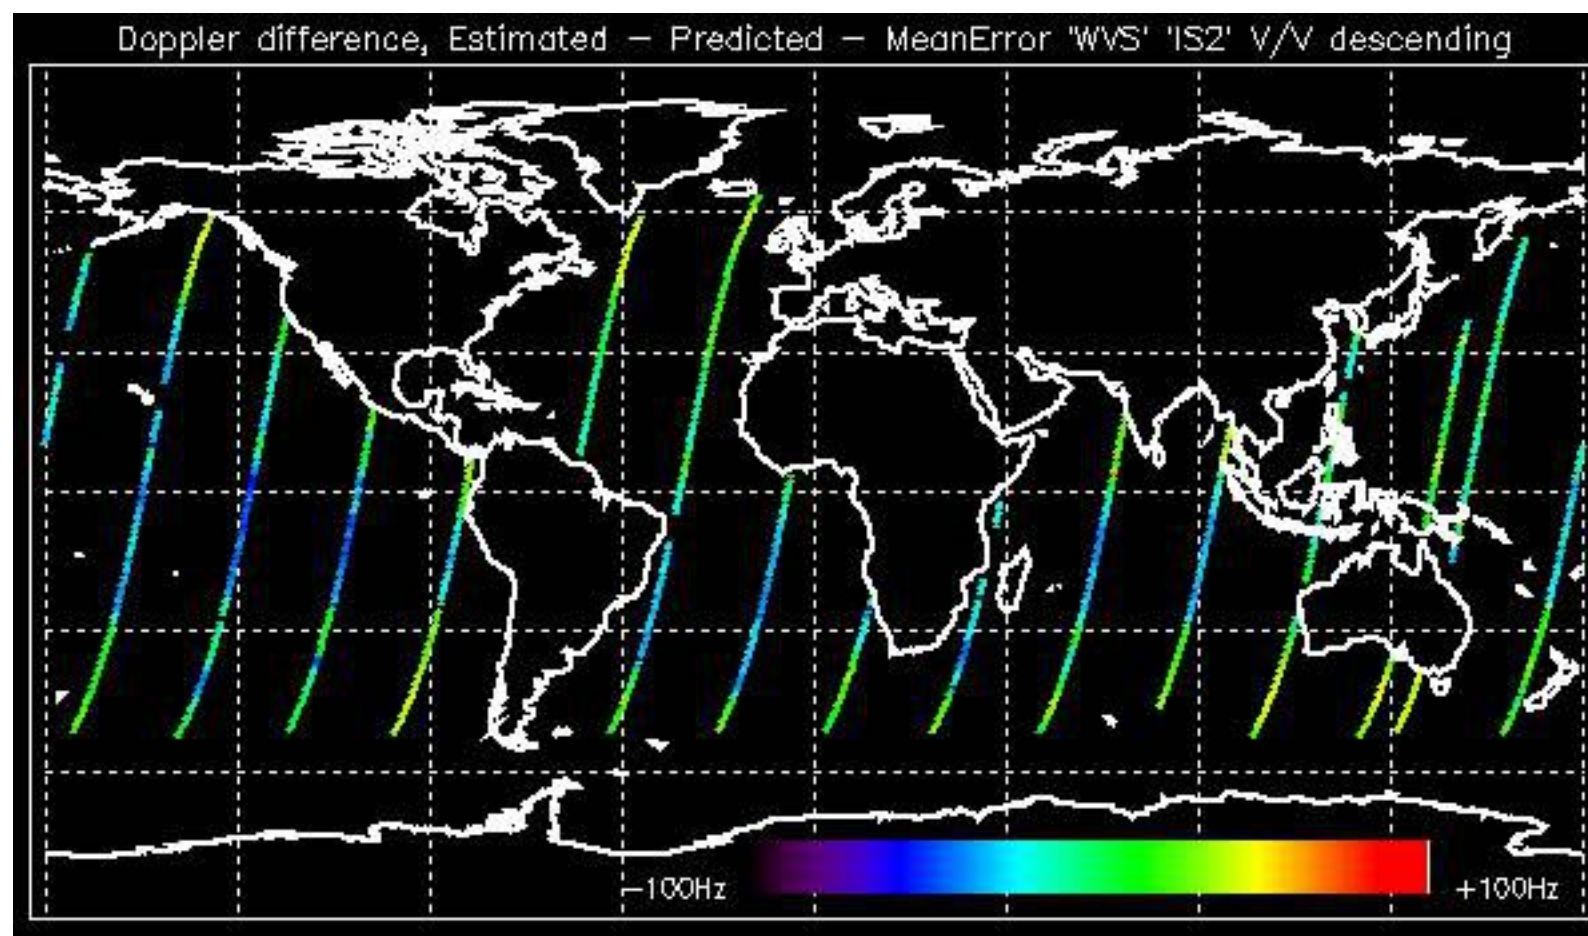 Doppler difference, Estimated – Predicted – MeanError 'WVS' 'IS2' V/V descending
–100Hz
+100Hz